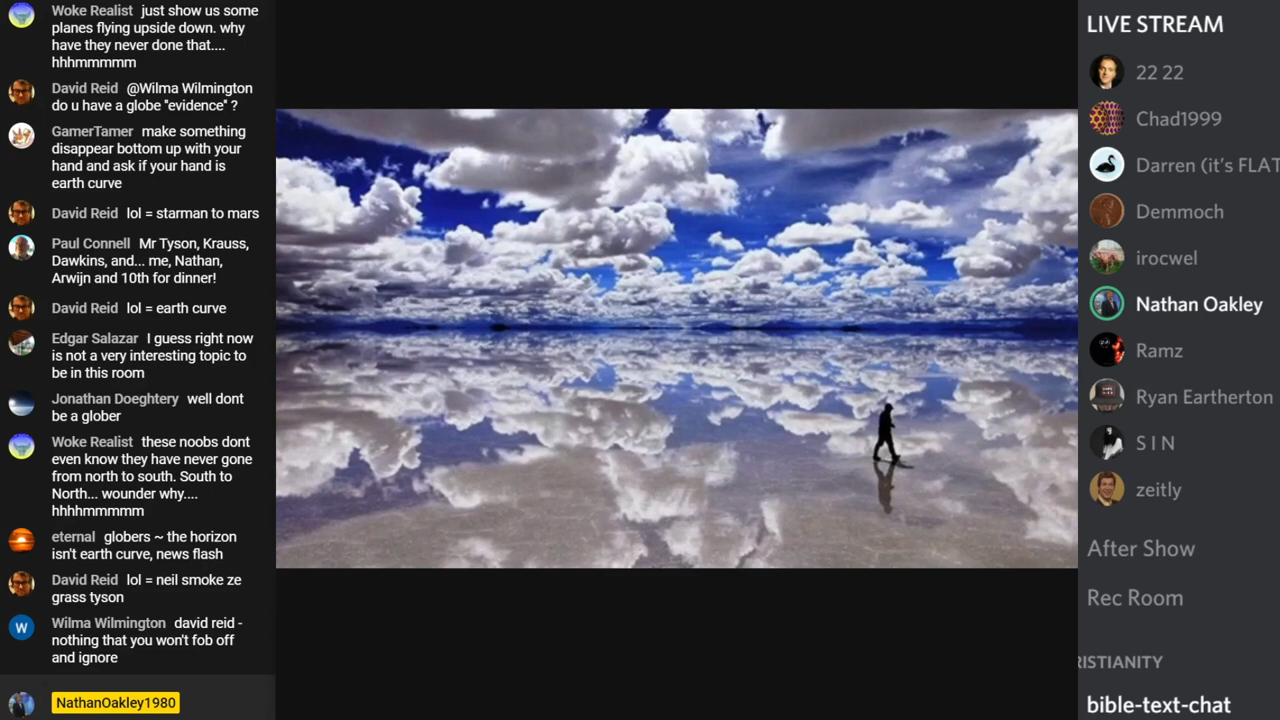 Woke Realist just show us some
planes flying upside down. why
have they never done that....
hhhmmmmm
David Reid @Wilma Wilmington
do u have a globe "evidence" ?
GamerTamer make something
disappear bottom up with your
hand and ask if your hand is
earth curve
David Reid lol = starman to mars
Paul Connell Mr Tyson, Krauss,
Dawkins, and... me, Nathan,
Arwijn and 10th for dinner!
David Reid lol = earth curve
Edgar Salazar I guess right now
is not a very interesting topic to
be in this room
Jonathan Doeghtery well dont
be a glober
Woke Realist these noobs dont
even know they have never gone
from north to south. South to
North... wounder why....
hhhhmmmmmm
eternal globers ~ the horizon
isn't earth curve, news flash
David Reid lol = neil smoke ze
grass tyson
W
Wilma Wilmington david reid -
nothing that you won't fob off
and ignore
NathanOakley1980
LIVE STREAM
22 22
Chad1999
Darren (it's FLAT
Demmoch
irocwel
Nathan Oakley
Ramz
Ryan Eartherton
S I N
zeitly
After Show
Rec Room
RISTIANITY
bible-text-chat